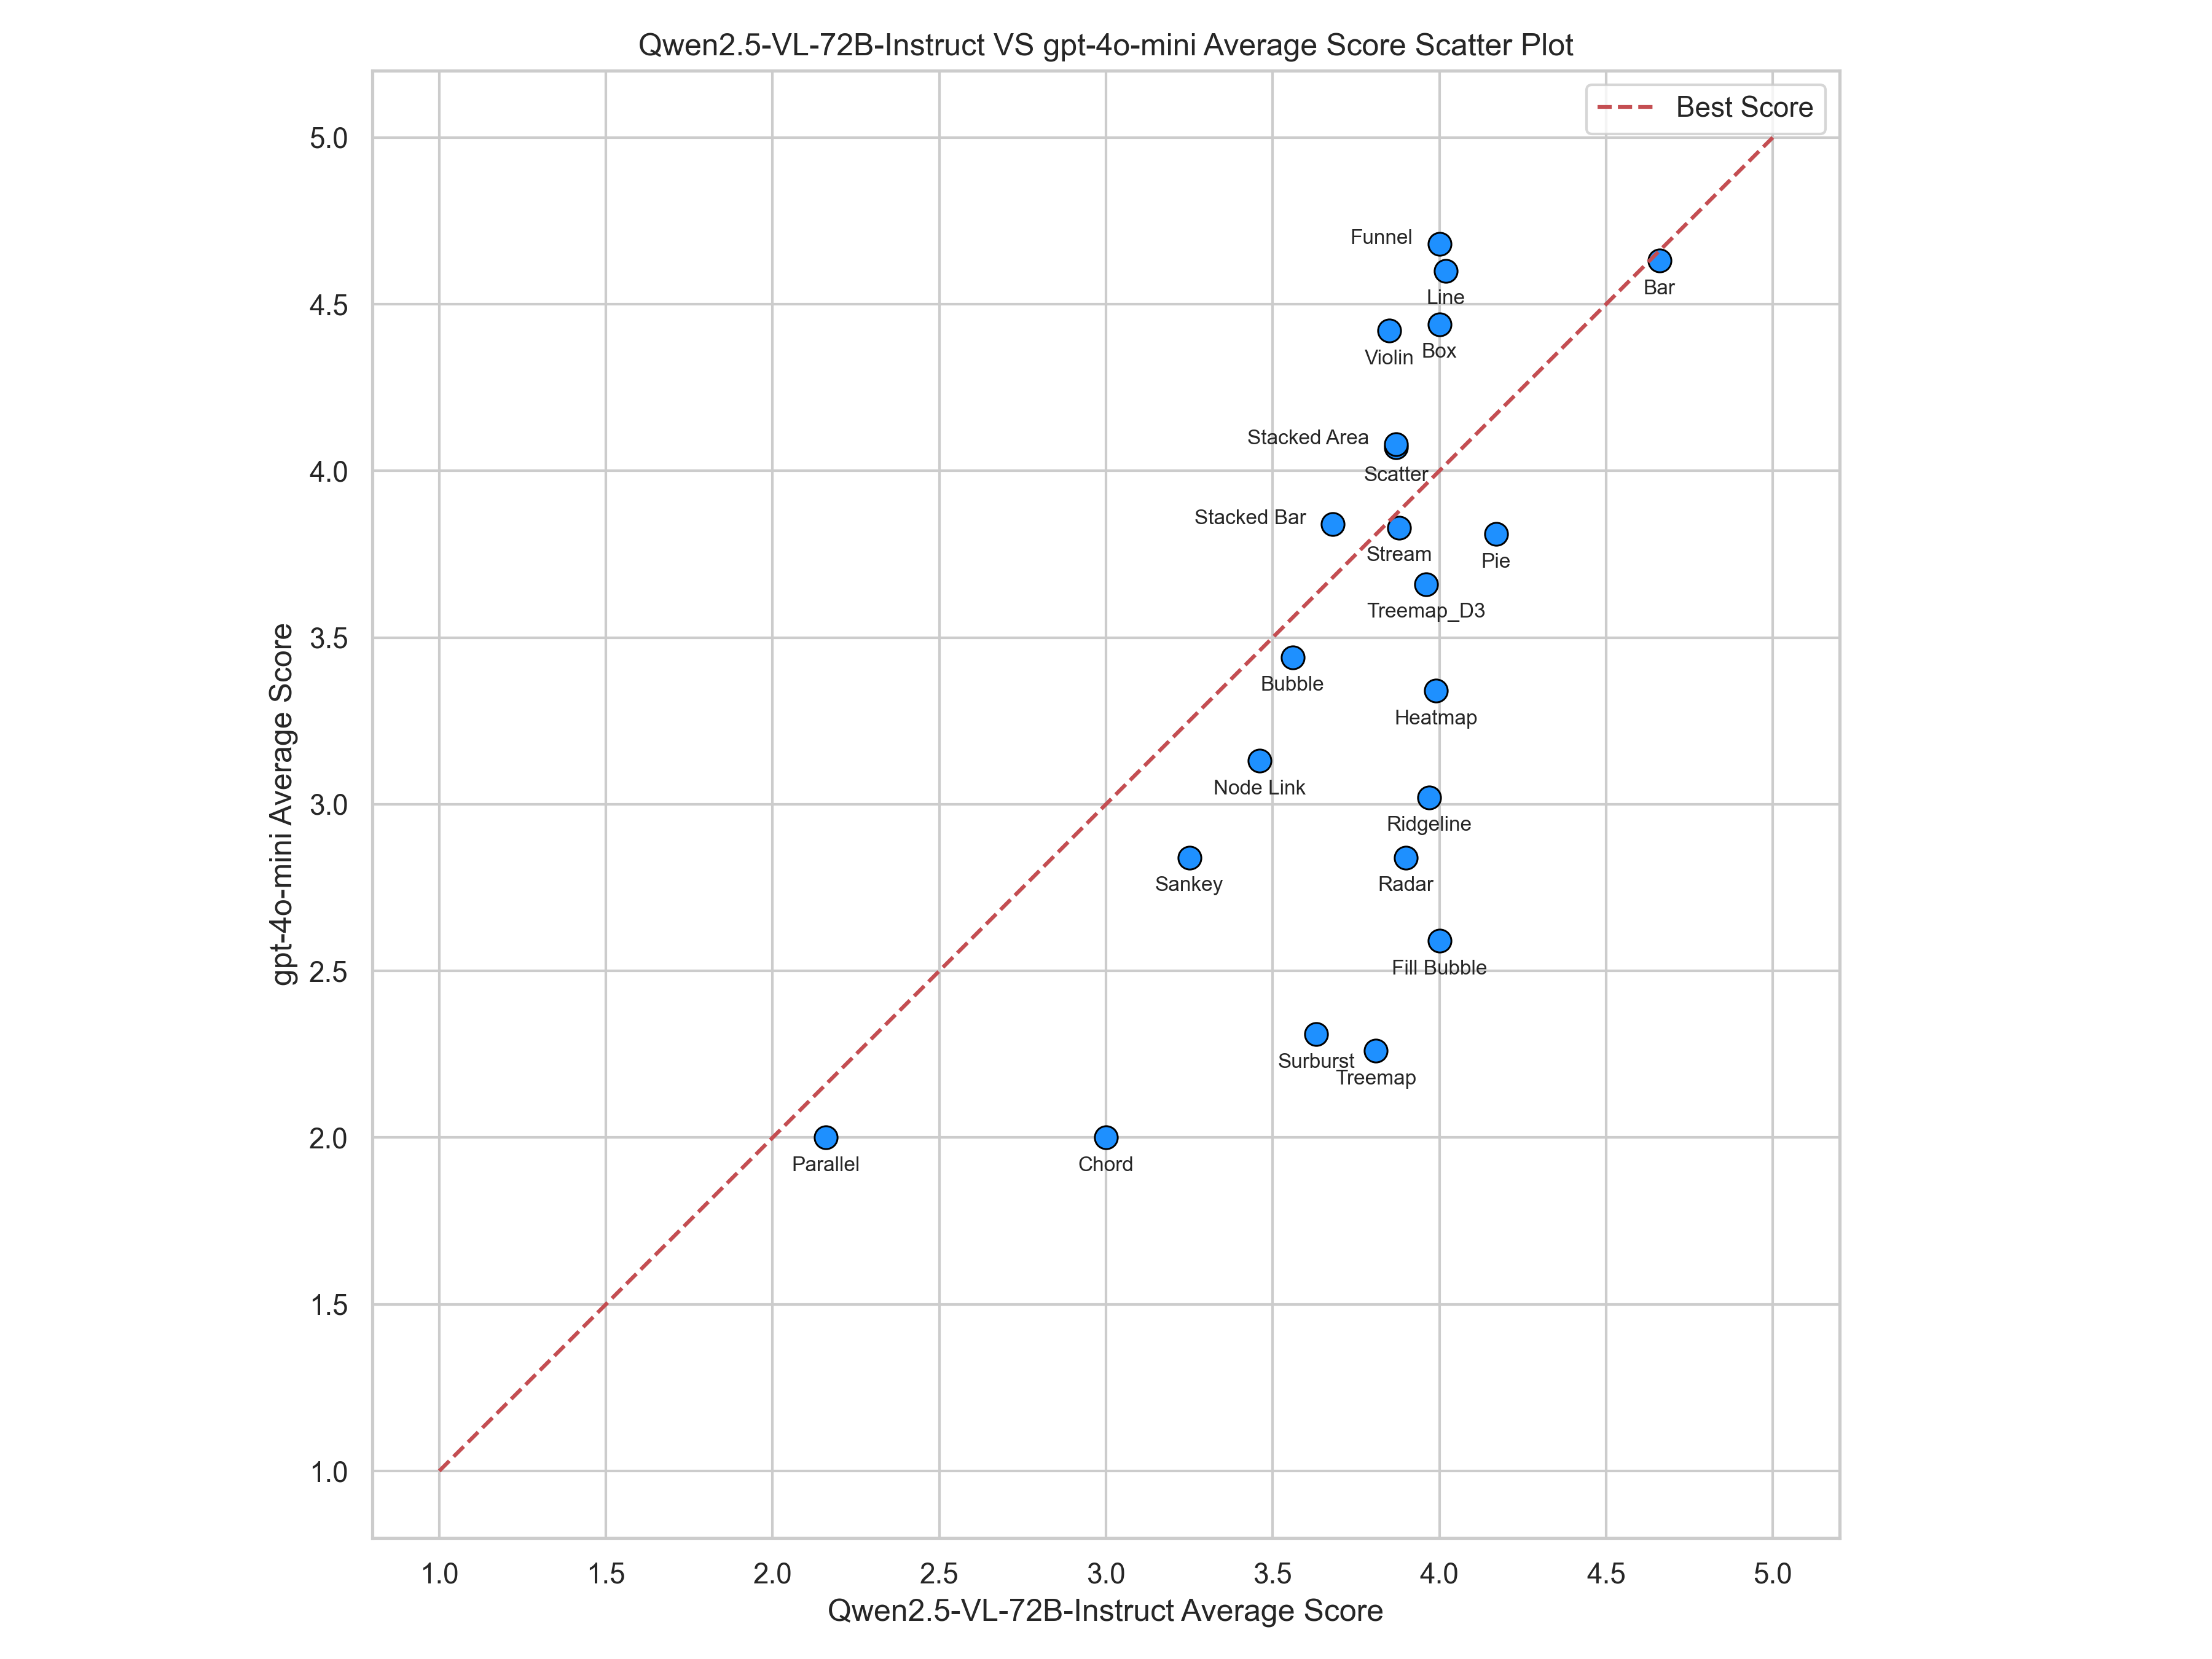 Qwen2.5-VL-72B-Instruct VS gpt-4o-mini Average Score Scatter Plot
Best Score
5.0
4.5
4.0
3.5
3.0
2.5
2.0
1.5
1.0
gpt-4o-mini Average Score
Funnel
Line
Bar
Violin
Box
Stacked Area
Scatter
Stacked Bar
Stream
Pie
Treemap_D3
Bubble
Heatmap
Node Link
Ridgeline
Sankey
Radar
Fill Bubble
Surburst
Treemap
Parallel
Chord
1.0 1.5 2.0 2.5 3.0 3.5 4.0 4.5 5.0
Qwen2.5-VL-72B-Instruct Average Score